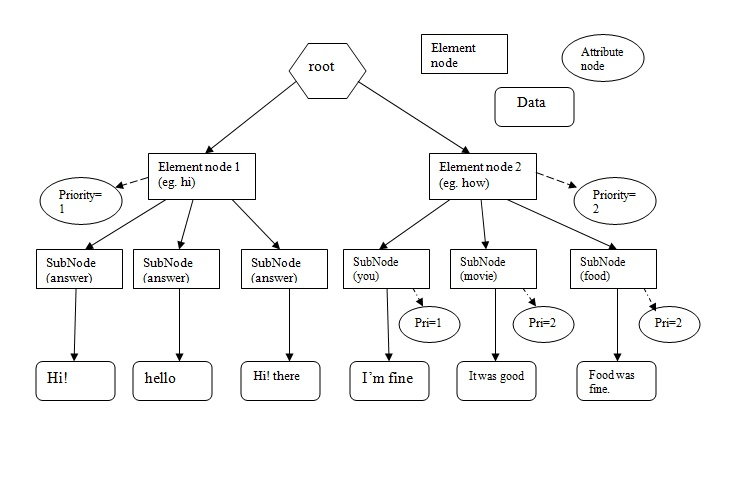 root
Element
node
Attribute
node
Data
Element node 1
(eg. hi)
Element node 2
(eg. how)
Priority=
1
Priority=
2
SubNode
(answer)
SubNode
(answer)
SubNode
(answer)
SubNode
(you)
SubNode
(movie)
SubNode
(food)
Pri=1
Pri=2
Pri=2
Hi!
hello
Hi! there
I'm fine
It was good
Food was
fine.